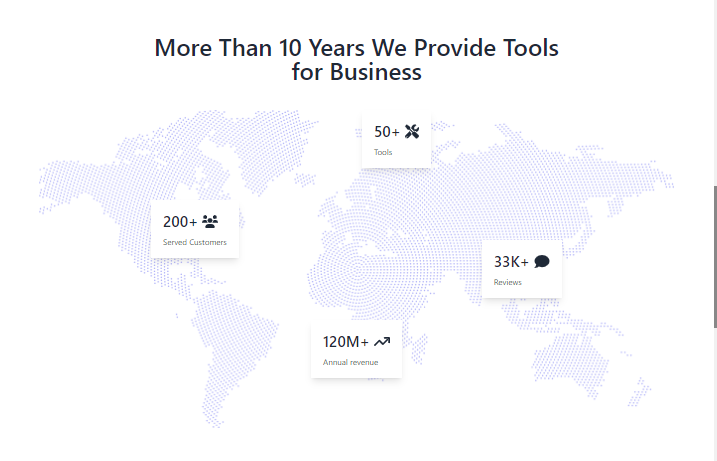 More Than 10 Years We Provide Tools
for Business
50+
Tools
200+
Served Customers
33K+
Reviews
120M+
Annual revenue